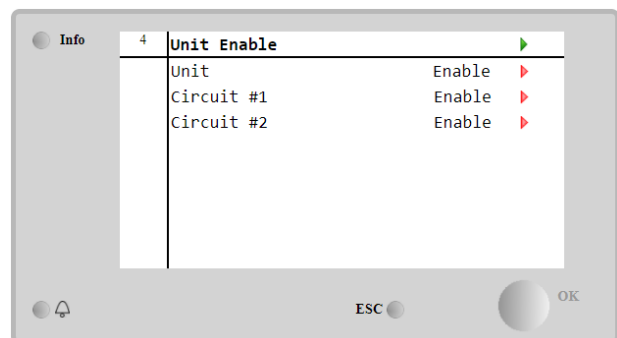 Info
4 Unit Enable
Unit Enable
Circuit #1 Enable
Circuit #2 Enable
ESC
OK